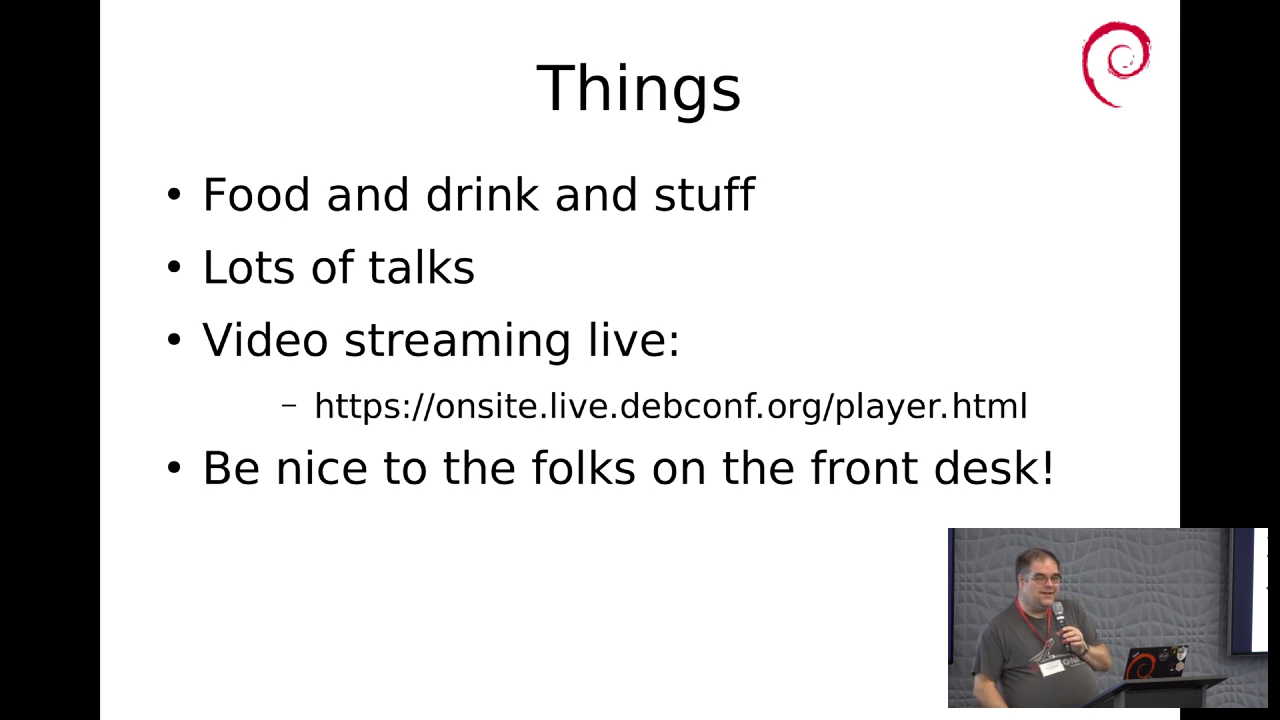 Things
• Food and drink and stuff
• Lots of talks
• Video streaming live:
– https://onsite.live.debconf.org/player.html
• Be nice to the folks on the front desk!